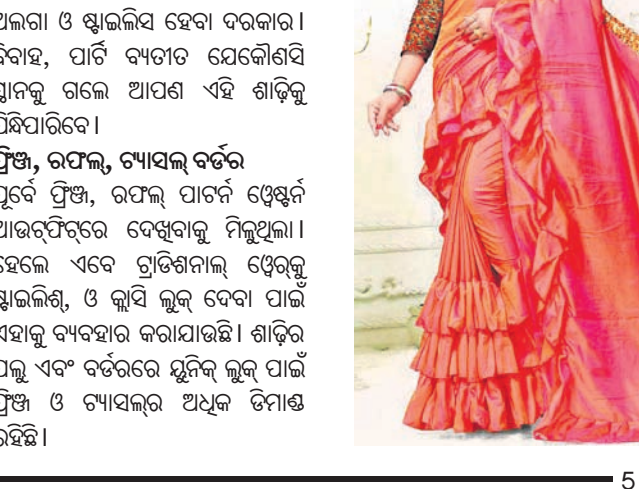 ଅଲଗା ଓ ଷ୍ଟାଇଲିସ ହେବା ଦରକାର।
ବିବାହ, ପାର୍ଟି ବ୍ୟତୀତ ଯେକୌଣସି
ସ୍ଥାନକୁ ଗଲେ ଆପଣ ଏହି ଶାଢ଼ିକୁ
ପିନ୍ଧିପାରିବେ।
ଫ୍ରିଞ୍ଜ, ରଫଲ୍, ଟ୍ୟାସଲ୍ ବର୍ଡର
ପୂର୍ବେ ଫ୍ରିଞ୍ଜ, ରଫଲ୍ ପାଟର୍ନ ୱେଷ୍ଟର୍ନ
ଆଉଟ୍‌ଫିଟ୍‌ରେ ଦେଖିବାକୁ ମିଳୁଥିଲା।
ହେଲେ ଏବେ ଟ୍ରାଡିଶନାଲ୍ ୱେର୍‌କୁ
ଷ୍ଟାଇଲିଶ୍, ଓ କ୍ଲାସି ଲୁକ୍ ଦେବା ପାଇଁ
ଏହାକୁ ବ୍ୟବହାର କରାଯାଉଛି। ଶାଢ଼ିର
ପଲୁ ଏବଂ ବର୍ଡରରେ ୟୁନିକ୍ ଲୁକ୍ ପାଇଁ
ଫ୍ରିଞ୍ଜ ଓ ଟ୍ୟାସଲ୍‌ର ଅଧିକ ଡିମାଣ୍ଡ
ରହିଛି।
5